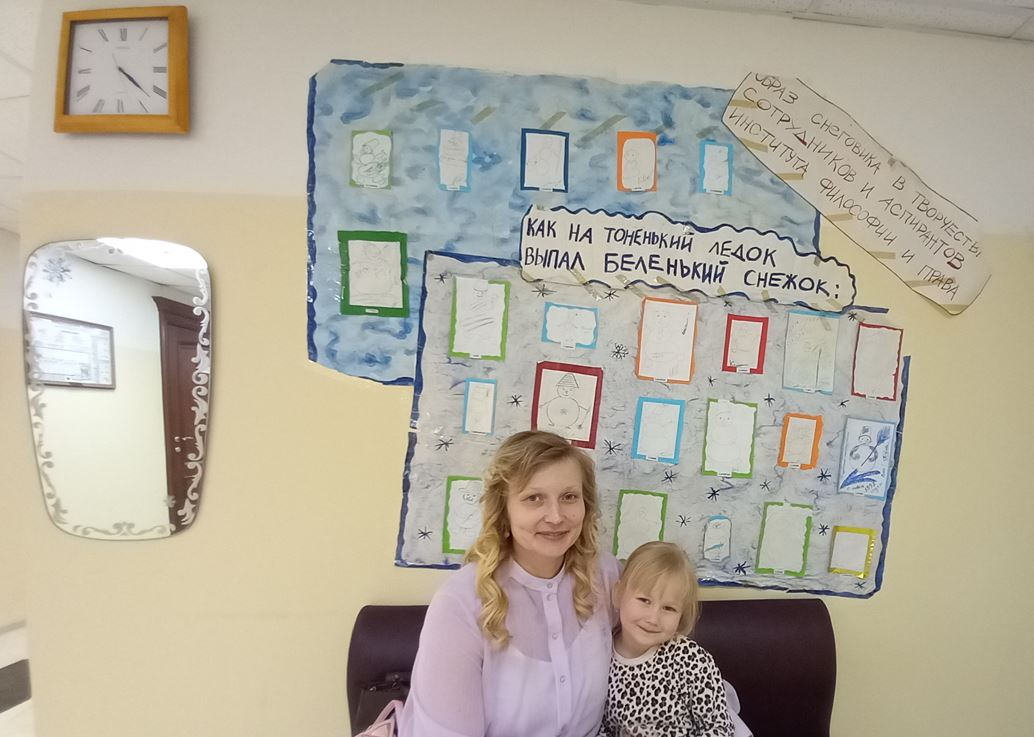 ОБРАЗ СНЕГОВИКА В ТВОРЧЕСТВЕ
СОТРУДНИКОВ И АСПИРАНТОВ
ИНСТИТУТА ФИЛОСОФИИ И ПРАВА
КАК НА ТОНЕНЬКИЙ ЛЕДОК
ВЫПАЛ БЕЛЕНЬКИЙ СНЕЖОК: